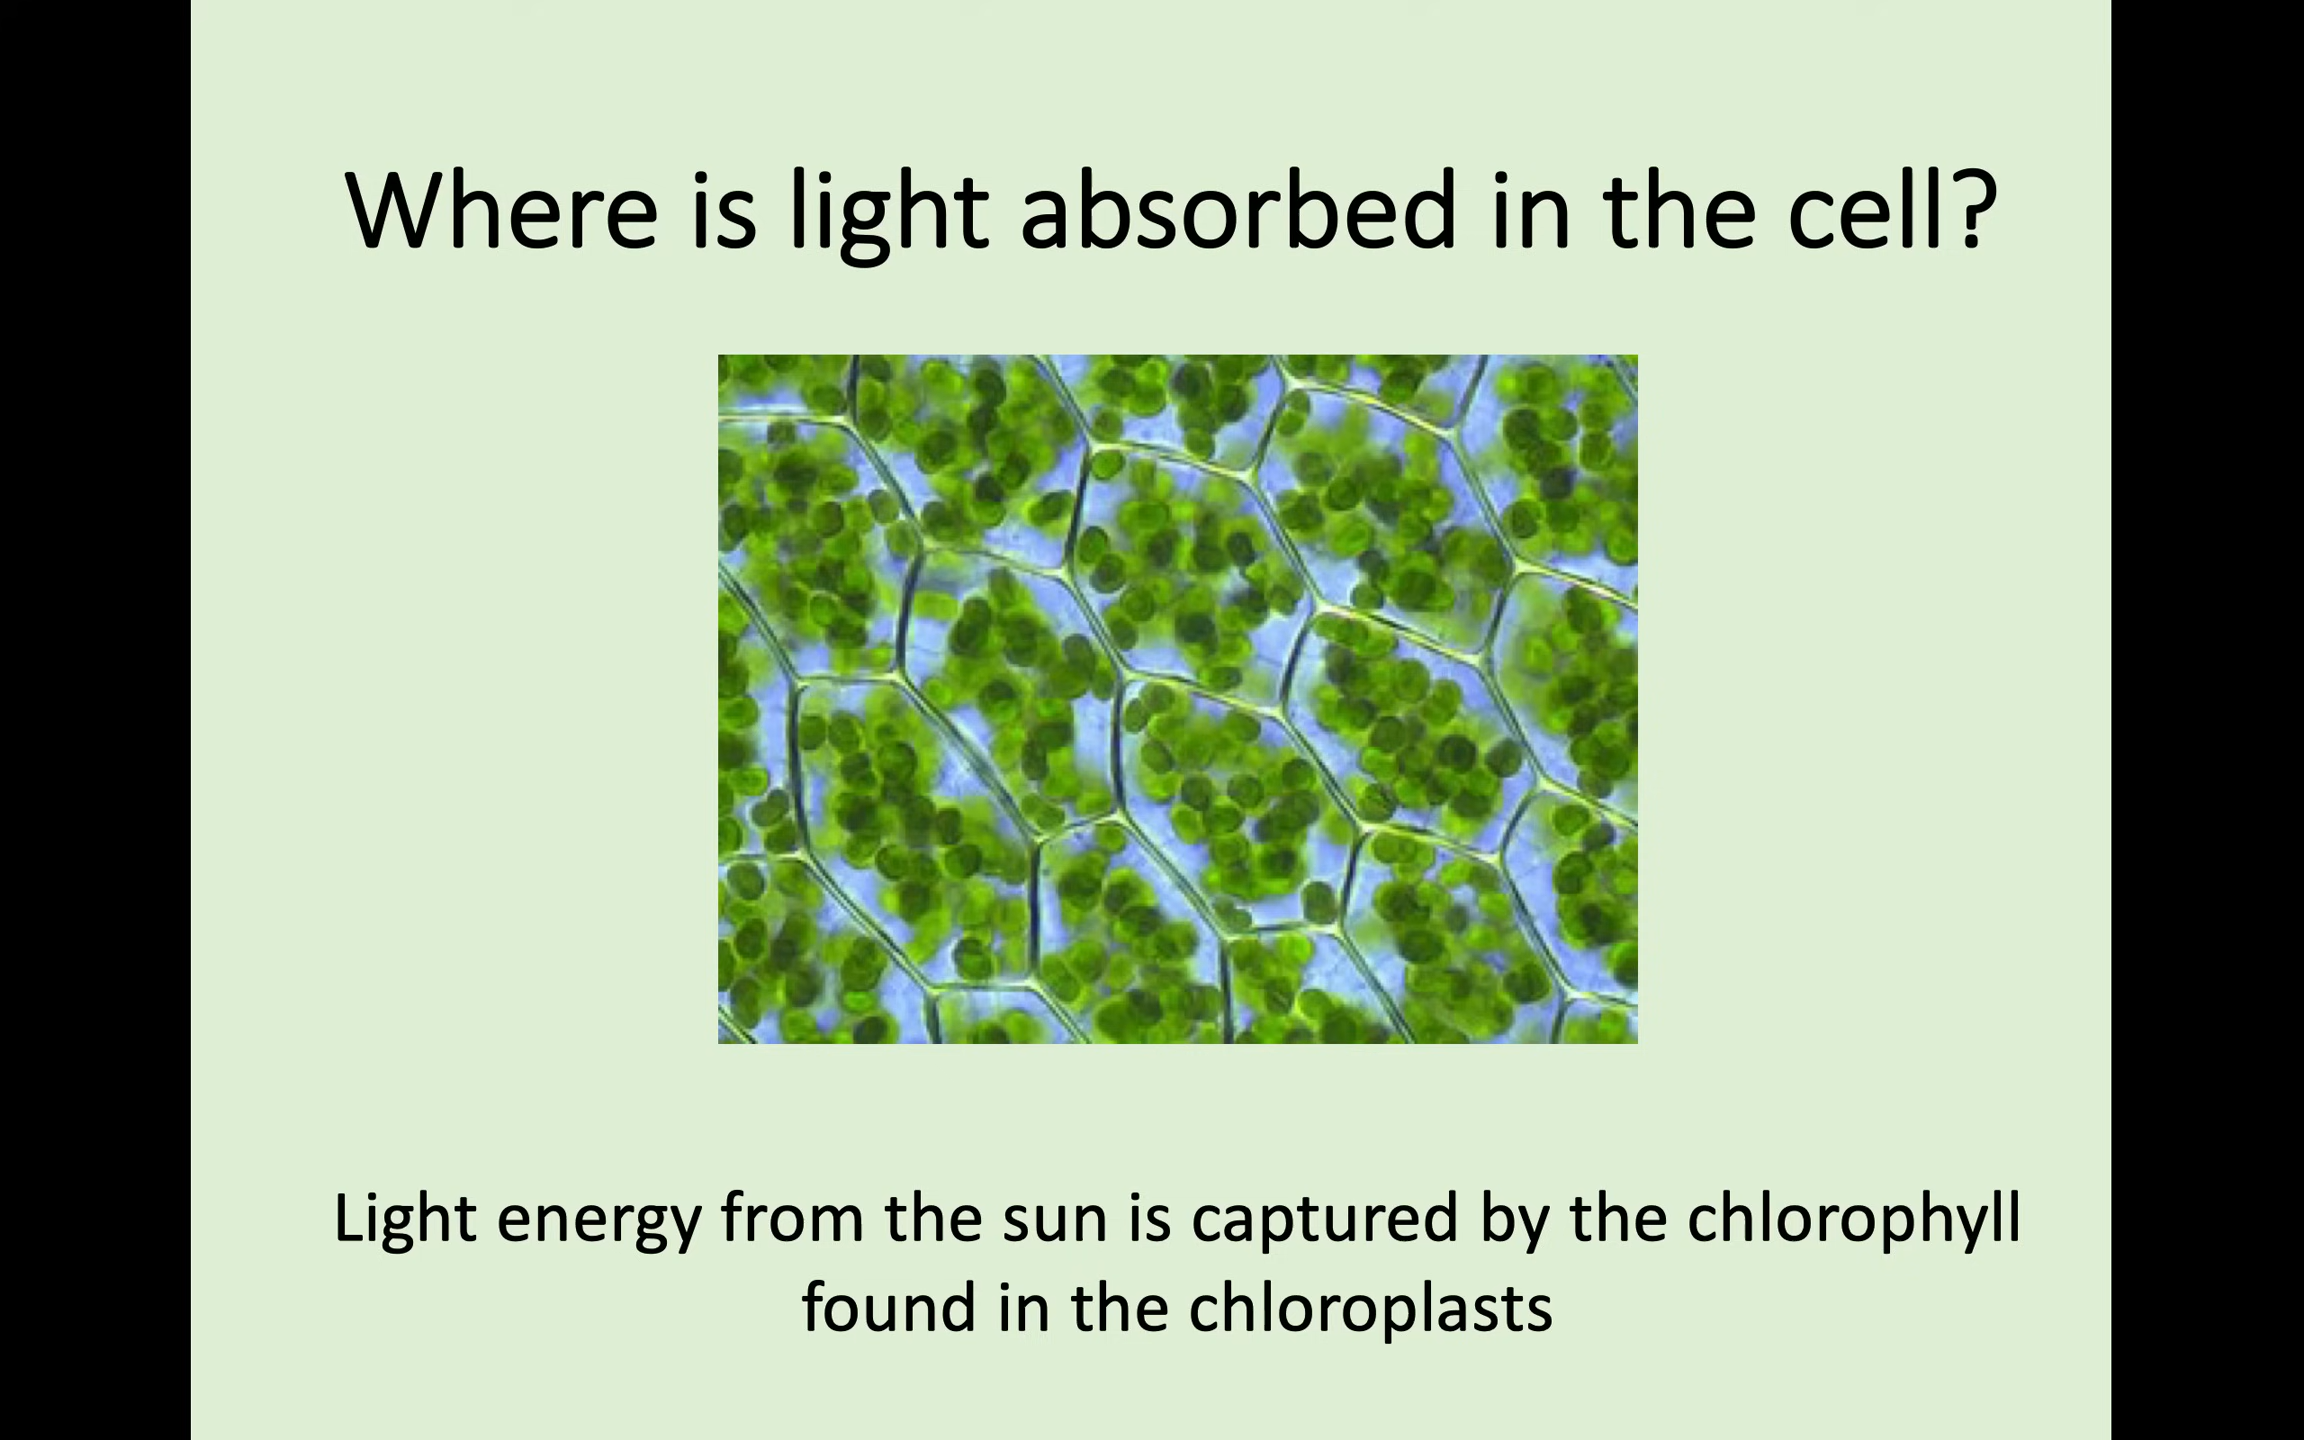 Where is light absorbed in the cell?
Light energy from the sun is captured by the chlorophyll
found in the chloroplasts